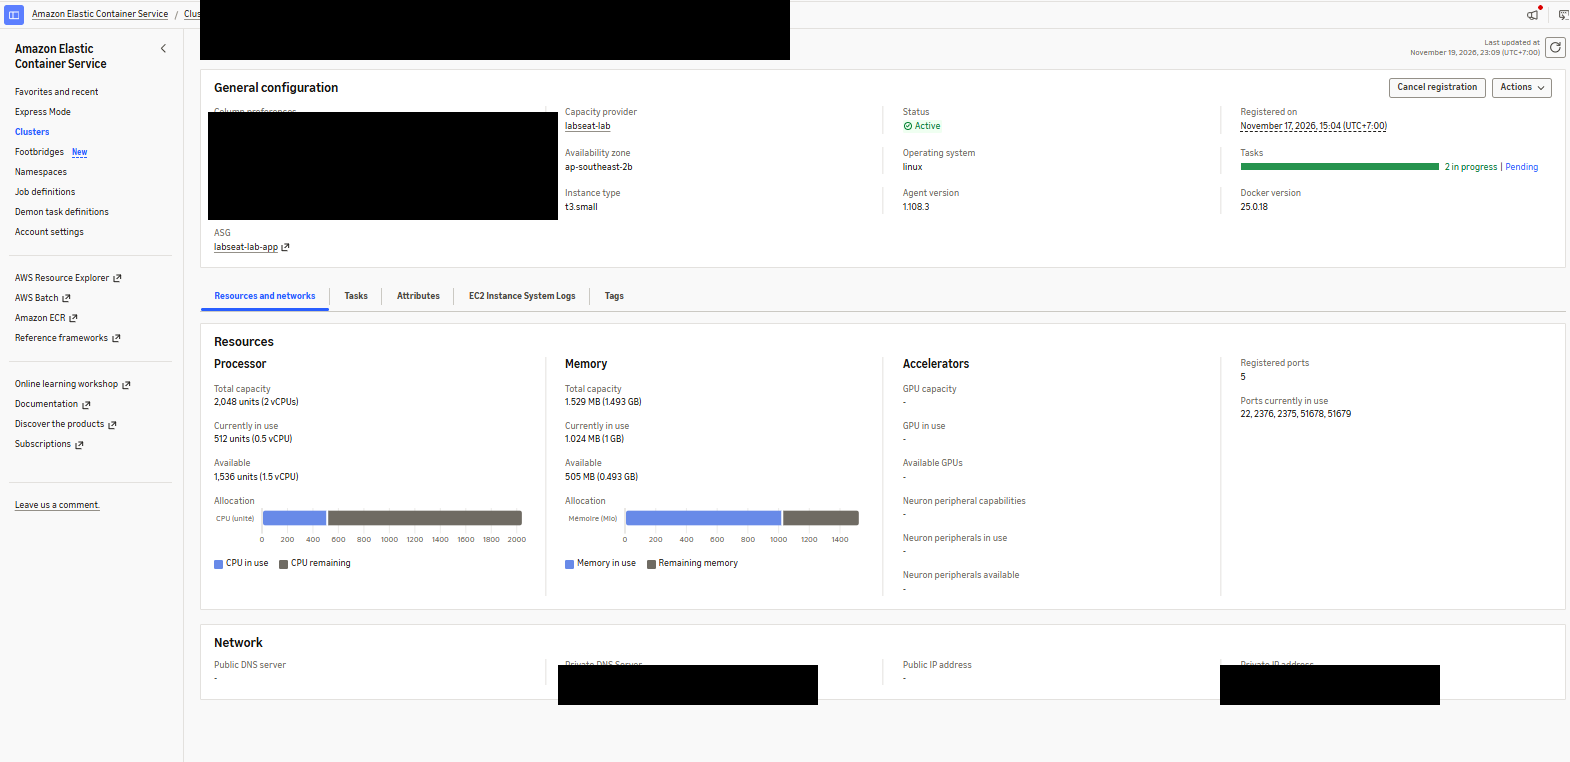 Amazon Elastic Container Service / Clus
Amazon Elastic
Container Service
Favorites and recent
Express Mode
Clusters
Footbridges New
Namespaces
Job definitions
Demon task definitions
Account settings
AWS Resource Explorer
AWS Batch
Amazon ECR
Reference frameworks
Online learning workshop
Documentation
Discover the products
Subscriptions
Leave us a comment.
Last updated at
November 19, 2026, 23:09 (UTC+7:00)
General configuration
Cancel registration
Actions
Column preferences
Capacity provider
labseat-lab
Status
Active
Registered on
November 17, 2026, 15:04 (UTC+7:00)
Availability zone
ap-southeast-2b
Operating system
linux
Tasks
2 in progress | Pending
Instance type
t3.small
Agent version
1.108.3
Docker version
25.0.18
ASG
labseat-lab-app
Resources and networks
Tasks
Attributes
EC2 Instance System Logs
Tags
Resources
Processor
Total capacity
2,048 units (2 vCPUs)
Currently in use
512 units (0.5 vCPU)
Available
1,536 units (1.5 vCPU)
Allocation
CPU (unité)
0 200 400 600 800 1000 1200 1400 1600 1800 2000
CPU in use CPU remaining
Memory
Total capacity
1.529 MB (1.493 GB)
Currently in use
1.024 MB (1 GB)
Available
505 MB (0.493 GB)
Allocation
Mémoire (Mio)
0 200 400 600 800 1000 1200 1400
Memory in use Remaining memory
Accelerators
GPU capacity
-
GPU in use
-
Available GPUs
-
Neuron peripheral capabilities
-
Neuron peripherals in use
-
Neuron peripherals available
-
Registered ports
5
Ports currently in use
22, 2376, 2375, 51678, 51679
Network
Public DNS server
-
Private DNS Server
Public IP address
-
Private IP address